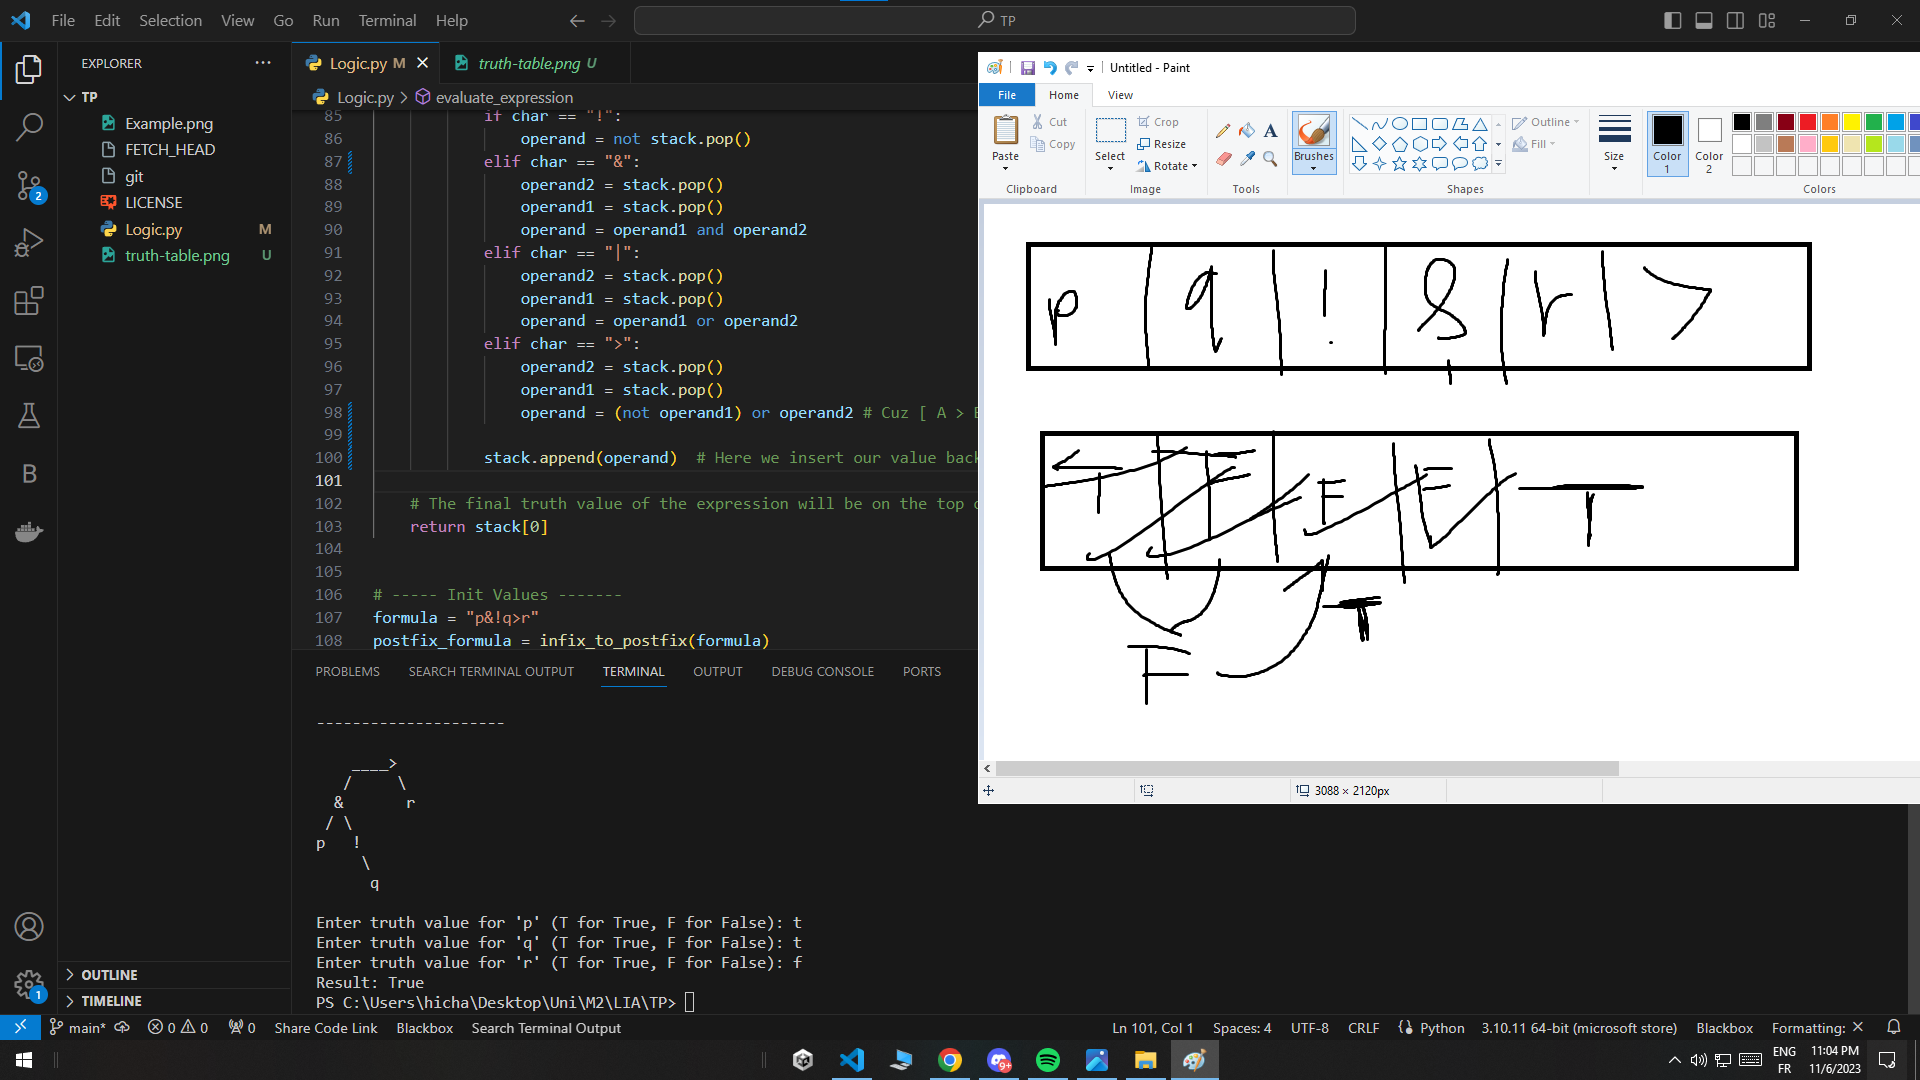 File Edit Selection View Go Run Terminal Help
TP
EXPLORER
TP
Example.png
FETCH_HEAD
git
LICENSE
Logic.py M
truth-table.png U
OUTLINE
TIMELINE
Logic.py M
truth-table.png U
Logic.py > evaluate_expression
85 if char == "!":
86 operand = not stack.pop()
87 elif char == "&":
88 operand2 = stack.pop()
89 operand1 = stack.pop()
90 operand = operand1 and operand2
91 elif char == "|":
92 operand2 = stack.pop()
93 operand1 = stack.pop()
94 operand = operand1 or operand2
95 elif char == ">":
96 operand2 = stack.pop()
97 operand1 = stack.pop()
98 operand = (not operand1) or operand2 # Cuz [ A >
99
100 stack.append(operand) # Here we insert our value back
101
102 # The final truth value of the expression will be on the top
103 return stack[0]
104
105
106 # ----- Init Values -------
107 formula = "p&!q>r"
108 postfix_formula = infix_to_postfix(formula)
PROBLEMS SEARCH TERMINAL OUTPUT TERMINAL OUTPUT DEBUG CONSOLE PORTS
---------------------
____>
/ \
& r
/ \
p !
\
q
Enter truth value for 'p' (T for True, F for False): t
Enter truth value for 'q' (T for True, F for False): t
Enter truth value for 'r' (T for True, F for False): f
Result: True
PS C:\Users\hicha\Desktop\Uni\M2\LIA\TP>
Untitled - Paint
File Home View
Paste
Cut
Copy
Clipboard
Select
Crop
Resize
Rotate
Image
Tools
Brushes
Outline
Fill
Shapes
Size
Color 1
Color 2
Colors
p q ! & r >
T F F T
T
F
3088 × 2120px
2
1
main* 0 0 0 Share Code Link Blackbox Search Terminal Output
Ln 101, Col 1 Spaces: 4 UTF-8 CRLF Python 3.10.11 64-bit (microsoft store) Blackbox Formatting:
9+
ENG
FR
11:04 PM
11/6/2023